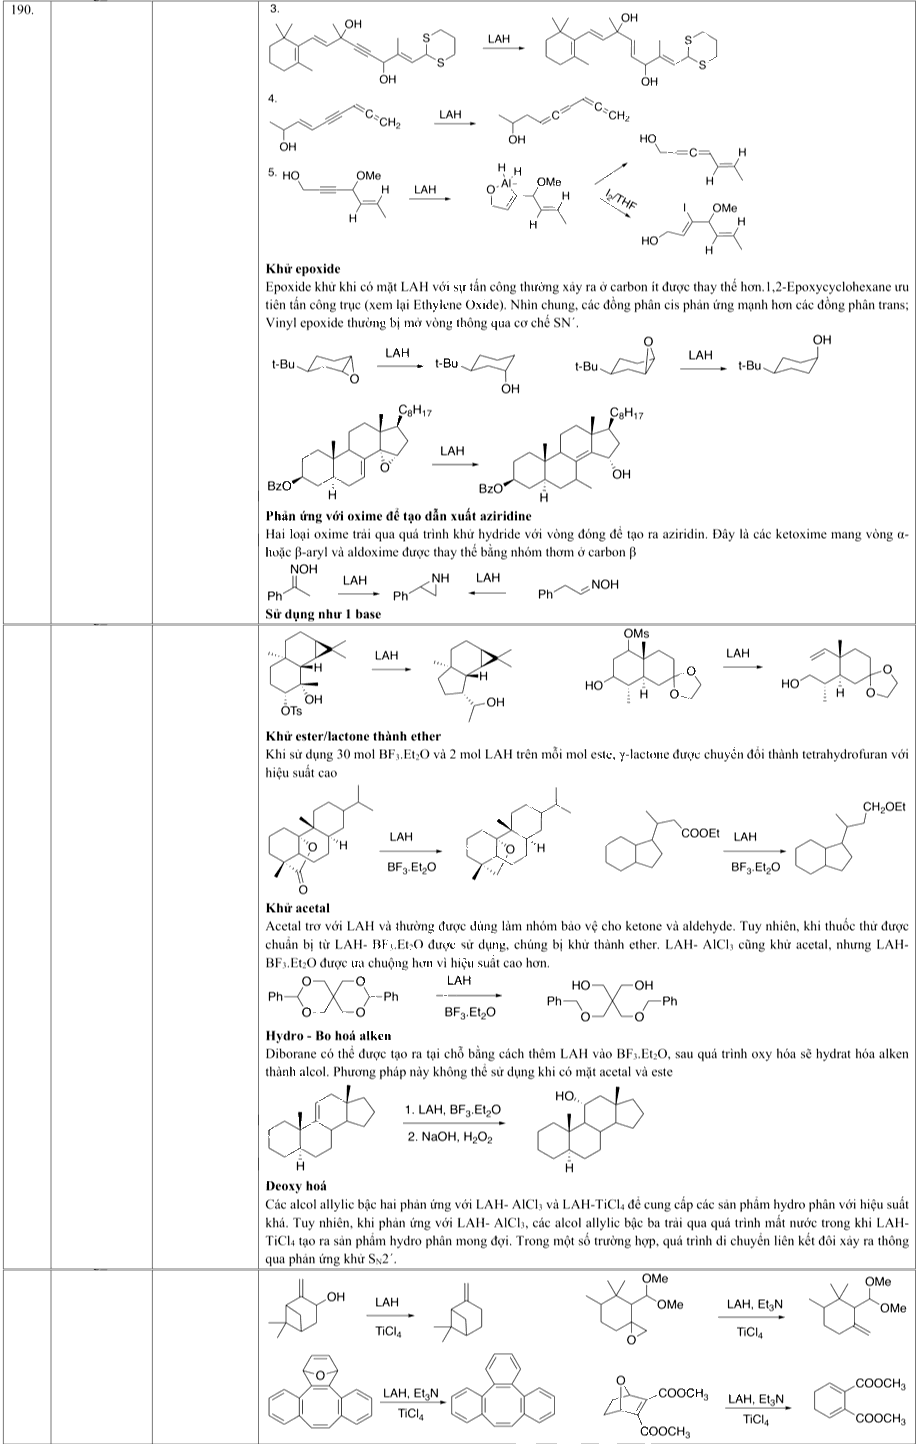 190.
3.
OH
LAH
OH
S
S
OH
S
S
OH
4.
C
CH2
LAH
OH
C
C
CH2
OH
HO
C
H
H
5. HO
OMe
H
H
LAH
H H
O Al
OMe
H
H
I2/THF
I
OMe
H
HO
H
Khử epoxide
Epoxide khử khi có mặt LAH với sự tấn công thường xảy ra ở carbon ít được thay thế hơn.1,2-Epoxycyclohexane ưu
tiên tấn công trục (xem lại Ethylene Oxide). Nhìn chung, các đồng phân cis phản ứng mạnh hơn các đồng phân trans;
Vinyl epoxide thường bị mở vòng thông qua cơ chế SN´.
t-Bu
O
LAH
t-Bu
OH
t-Bu
O
LAH
t-Bu
OH
C8H17
O
BzO
H
LAH
C8H17
OH
BzO
H
Phản ứng với oxime để tạo dẫn xuất aziridine
Hai loại oxime trải qua quá trình khử hydride với vòng đóng để tạo ra aziridin. Đây là các ketoxime mang vòng α-
hoặc β-aryl và aldoxime được thay thế bằng nhóm thơm ở carbon β
NOH
Ph
LAH
Ph
NH
LAH
Ph
NOH
Sử dụng như 1 base
H
OH
OTs
LAH
H
OH
OMs
HO
H
O
O
LAH
HO
H
O
O
Khử ester/lactone thành ether
Khi sử dụng 30 mol BF3.Et2O và 2 mol LAH trên mỗi mol este, γ-lactone được chuyển đổi thành tetrahydrofuran với
hiệu suất cao
O
H
O
LAH
BF3.Et2O
O
H
COOEt
LAH
BF3.Et2O
CH2OEt
Khử acetal
Acetal trơ với LAH và thường được dùng làm nhóm bảo vệ cho ketone và aldehyde. Tuy nhiên, khi thuốc thử được
chuẩn bị từ LAH- BF3.Et2O được sử dụng, chúng bị khử thành ether. LAH- AlCl3 cũng khử acetal, nhưng LAH-
BF3.Et2O được ưa chuộng hơn vì hiệu suất cao hơn.
Ph
O
O
O
O
Ph
LAH
BF3.Et2O
HO
OH
Ph
O
O
Ph
Hydro - Bo hoá alken
Diborane có thể được tạo ra tại chỗ bằng cách thêm LAH vào BF3.Et2O, sau quá trình oxy hóa sẽ hydrat hóa alken
thành alcol. Phương pháp này không thể sử dụng khi có mặt acetal và este
H
1. LAH, BF3.Et2O
2. NaOH, H2O2
HO
H
Deoxy hoá
Các alcol allylic bậc hai phản ứng với LAH- AlCl3 và LAH-TiCl4 để cung cấp các sản phẩm hydro phân với hiệu suất
khá. Tuy nhiên, khi phản ứng với LAH- AlCl3, các alcol allylic bậc ba trải qua quá trình mất nước trong khi LAH-
TiCl4 tạo ra sản phẩm hydro phân mong đợi. Trong một số trường hợp, quá trình di chuyển liên kết đôi xảy ra thông
qua phản ứng khử SN2´.
OH
LAH
TiCl4
OMe
OMe
O
LAH, Et3N
TiCl4
OMe
OMe
O
LAH, Et3N
TiCl4
O
COOCH3
COOCH3
LAH, Et3N
TiCl4
COOCH3
COOCH3